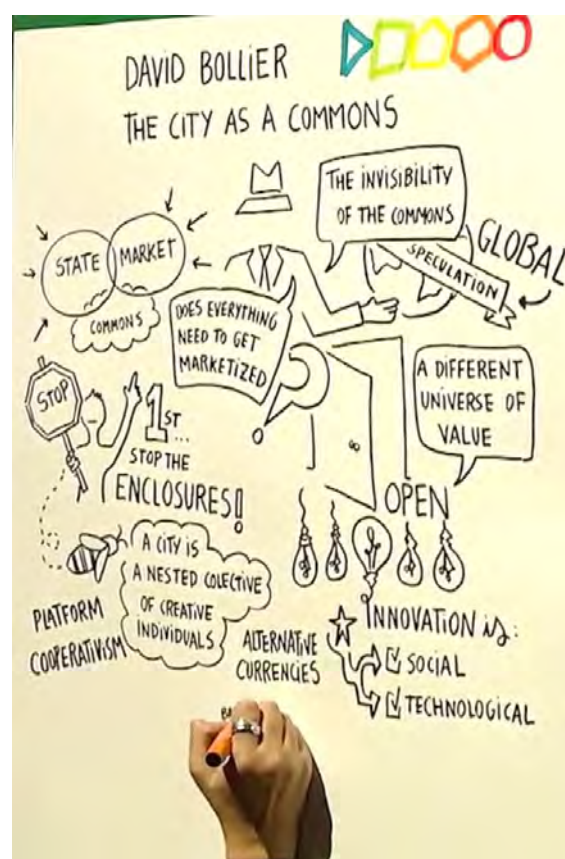 DAVID BOLLIER
THE CITY AS A COMMONS
THE INVISIBILITY
OF THE COMMONS
STATE
MARKET
COMMONS
GLOBAL
SPECULATION
DOES EVERYTHING
NEED TO GET
MARKETIZED
A DIFFERENT
UNIVERSE OF
VALUE
STOP
1ST...
STOP THE
ENCLOSURES!
OPEN
A CITY IS
A NESTED COLECTIVE
OF CREATIVE
INDIVIDUALS
PLATFORM
COOPERATIVISM
ALTERNATIVE
CURRENCIES
INNOVATION is:
SOCIAL
TECHNOLOGICAL